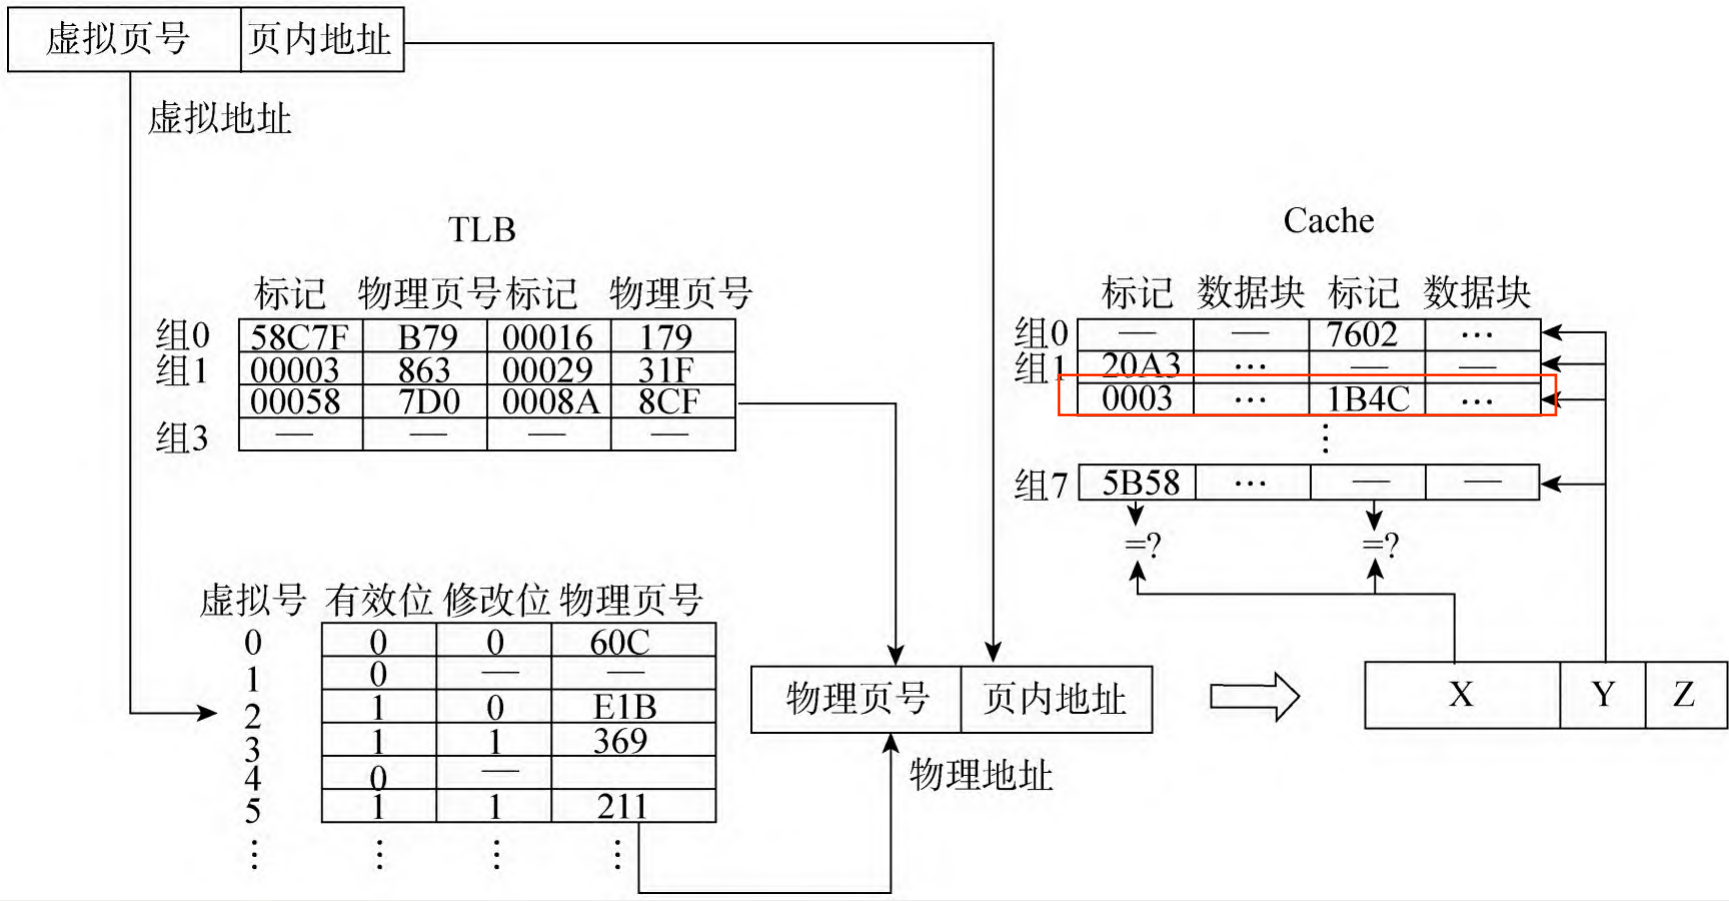 虚拟页号 页内地址
虚拟地址
TLB
标记 物理页号 标记 物理页号
组0 58C7F B79 00016 179
组1 00003 863 00029 31F
00058 7D0 0008A 8CF
组3 — — — —
Cache
标记 数据块 标记 数据块
组0 — — 7602 …
组1 20A3 … — —
0003 … 1B4C …
⋮
组7 5B58 … — —
=? =?
虚拟号 有效位 修改位 物理页号
0 0 0 60C
1 0 — —
2 1 0 E1B
3 1 1 369
4 0 —
5 1 1 211
⋮ ⋮ ⋮ ⋮
物理页号 页内地址
物理地址
X Y Z